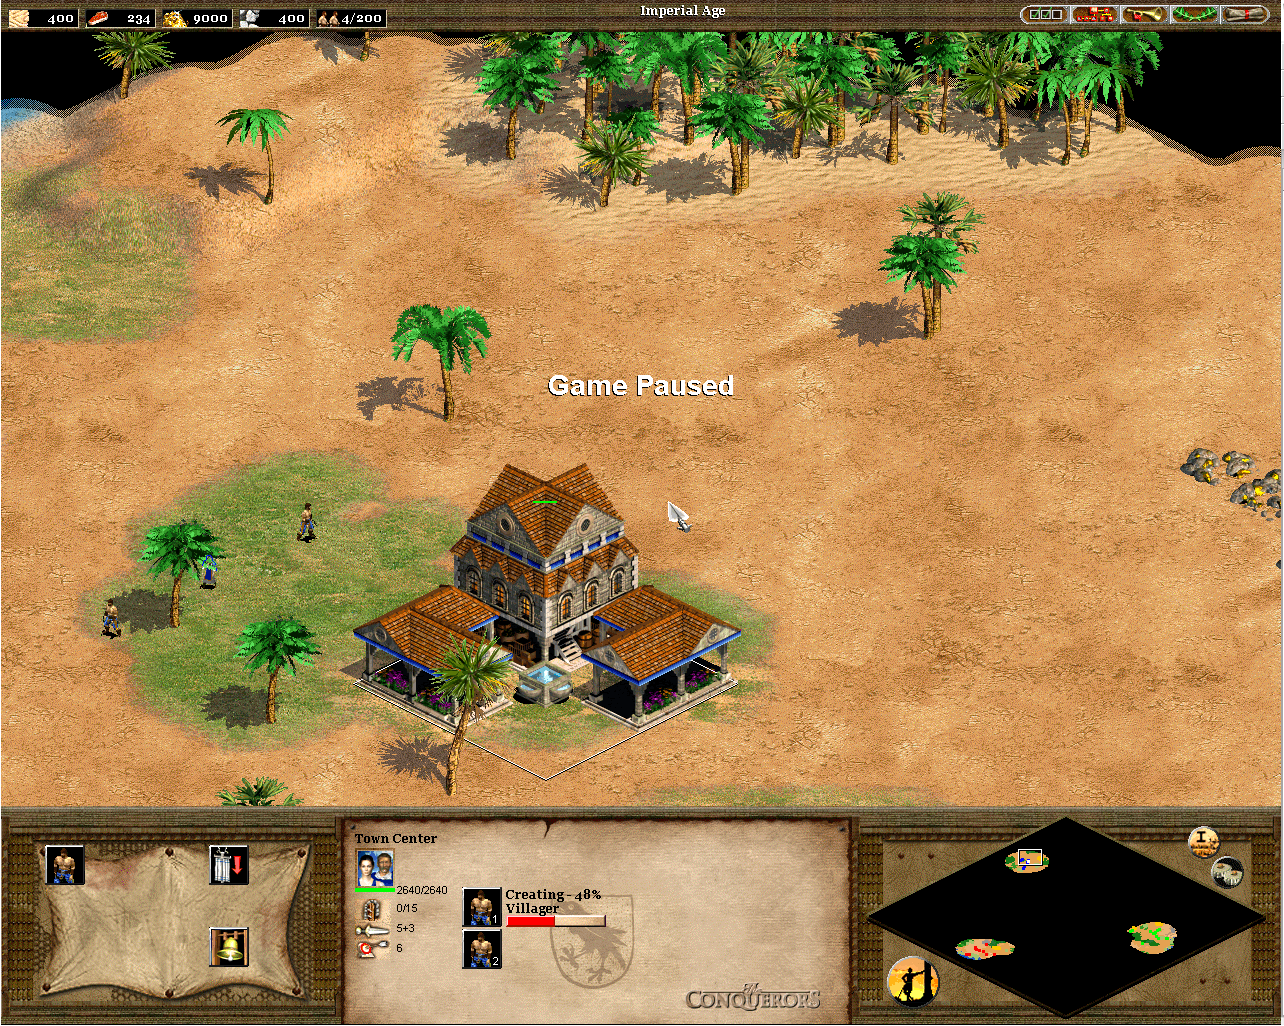 400 234 9000 400 4/200
Imperial Age
Game Paused
Town Center
2640/2640
0/15
5+3
6
1
Creating - 48%
Villager
2
The
CONQUERORS
I